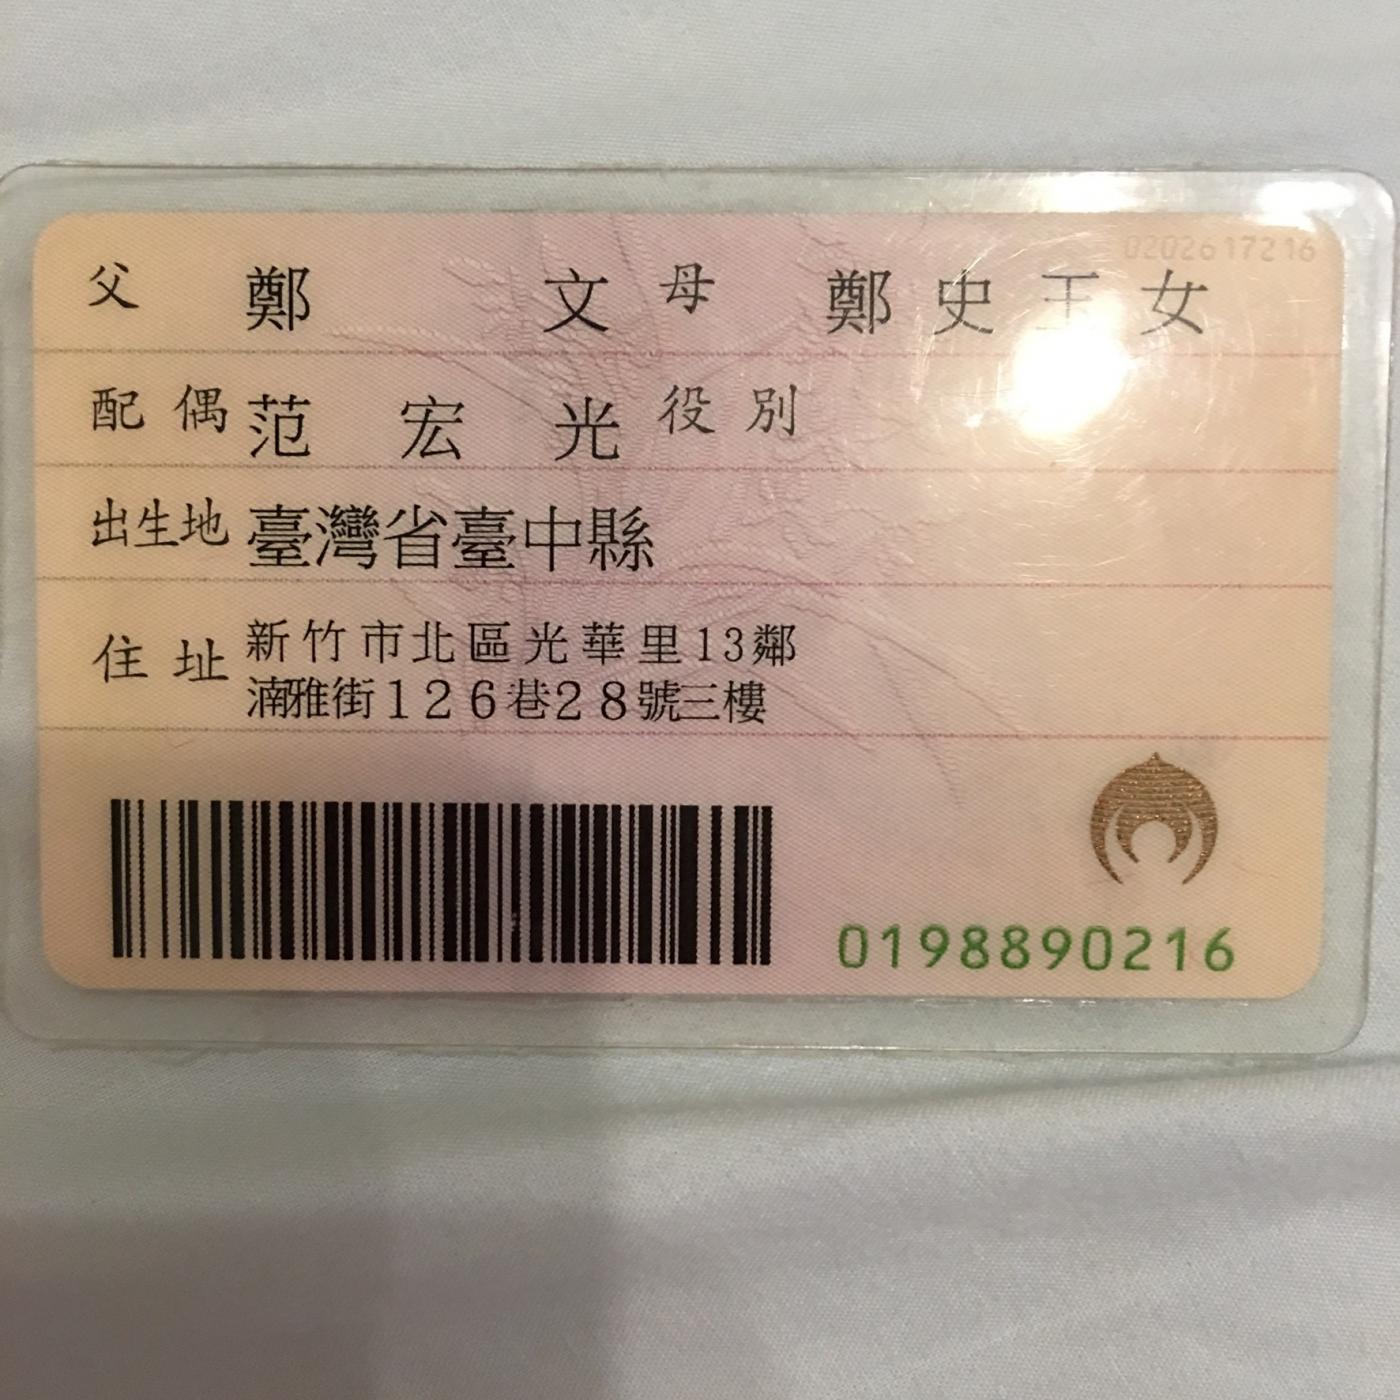 0202617216
父 鄭 文 母 鄭史玉女
配偶 范宏光 役別
出生地 臺灣省臺中縣
住址 新竹市北區光華里13鄰
湳雅街126巷28號三樓
0198890216